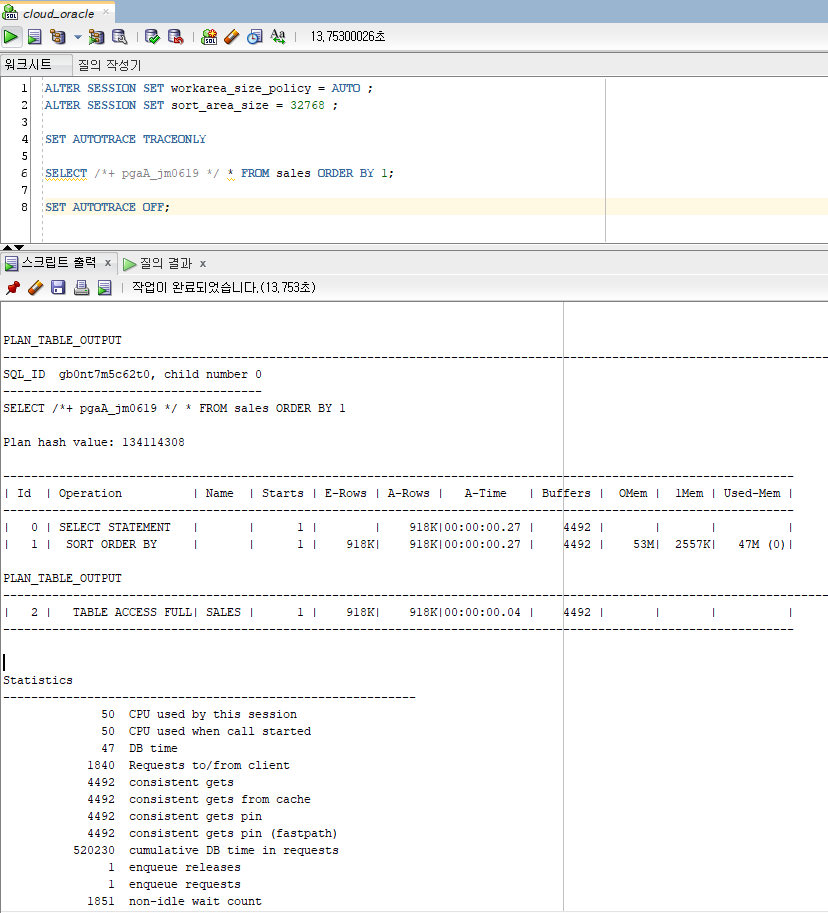 cloud_oracle
13,75300026초
워크시트 질의 작성기
1 ALTER SESSION SET workarea_size_policy = AUTO ;
2 ALTER SESSION SET sort_area_size = 32768 ;
3
4 SET AUTOTRACE TRACEONLY
5
6 SELECT /*+ pgaA_jm0619 */ * FROM sales ORDER BY 1;
7
8 SET AUTOTRACE OFF;
스크립트 출력 x 질의 결과 x
작업이 완료되었습니다.(13,753초)
PLAN_TABLE_OUTPUT
--------------------------------------------------------------------------------
SQL_ID  gb0nt7m5c62t0, child number 0
-------------------------------------
SELECT /*+ pgaA_jm0619 */ * FROM sales ORDER BY 1
Plan hash value: 134114308
--------------------------------------------------------------------------------
| Id  | Operation          | Name  | Starts | E-Rows | A-Rows |   A-Time   | Buffers |  OMem |  1Mem | Used-Mem |
--------------------------------------------------------------------------------
|   0 | SELECT STATEMENT   |       |      1 |        |    918K|00:00:00.27 |    4492 |       |       |          |
|   1 |  SORT ORDER BY     |       |      1 |    918K|    918K|00:00:00.27 |    4492 |    53M|  2557K|   47M (0)|
PLAN_TABLE_OUTPUT
--------------------------------------------------------------------------------
|   2 |   TABLE ACCESS FULL| SALES |      1 |    918K|    918K|00:00:00.04 |    4492 |       |       |          |
--------------------------------------------------------------------------------
Statistics
-----------------------------------------------------------
50  CPU used by this session
50  CPU used when call started
47  DB time
1840  Requests to/from client
4492  consistent gets
4492  consistent gets from cache
4492  consistent gets pin
4492  consistent gets pin (fastpath)
520230  cumulative DB time in requests
1  enqueue releases
1  enqueue requests
1851  non-idle wait count